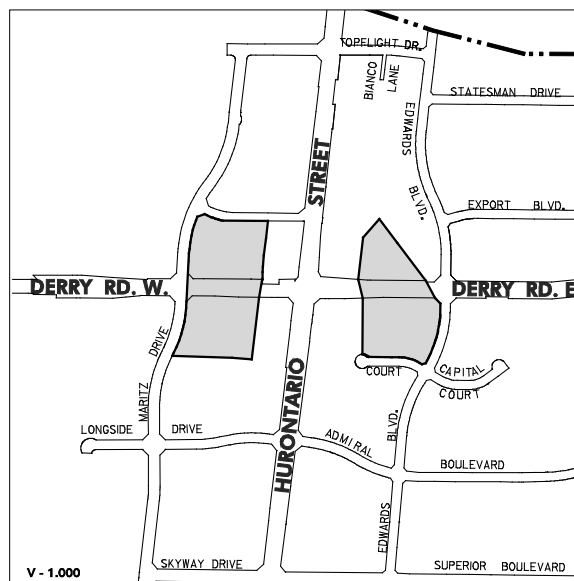 TOPFLIGHT DR.
BIANCO
LANE
STATESMAN DRIVE
EDWARDS
BLVD.
STREET
EXPORT BLVD.
DERRY RD. W.
DERRY RD. E
MARITZ
DRIVE
COURT
CAPITAL
COURT
HURONTARIO
LONGSIDE DRIVE
ADMIRAL
BOULEVARD
EDWARDS
BLVD.
SKYWAY DRIVE
SUPERIOR BOULEVARD
V - 1.000